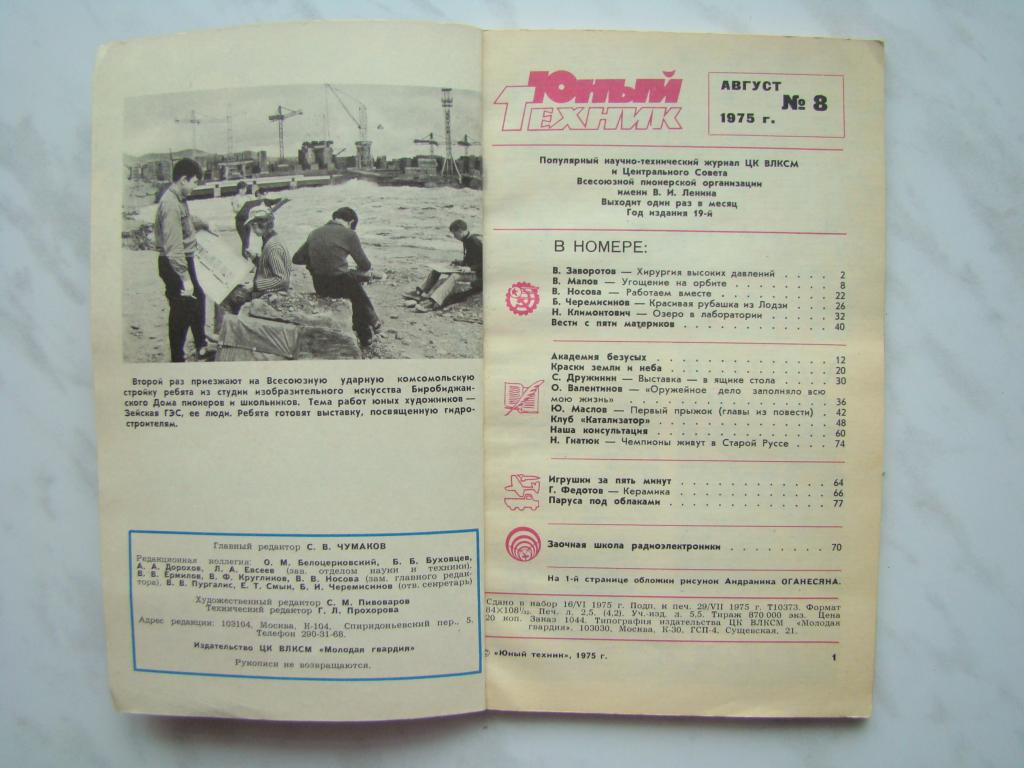 Второй раз приезжают на Всесоюзную ударную комсомольскую
стройку ребята из студии изобразительного искусства Биробиджан-
ского Дома пионеров и школьников. Тема работ юных художников —
Зейская ГЭС, ее люди. Ребята готовят выставку, посвященную гидро-
строителям.
Главный редактор С. В. ЧУМАКОВ
Редакционная коллегия: О. М. Белоцерковский, Б. Б. Буховцев,
А. А. Дорохов, Л. А. Евсеев (зав. отделом науки и техники),
В. В. Ермилов, В. Ф. Кругликов, В. В. Носова (зам. главного редак-
тора), В. В. Пургалис, Е. Т. Смык, Б. И. Черемисинов (отв. секретарь)
Художественный редактор С. М. Пивоваров
Технический редактор Г. Л. Прохорова
Адрес редакции: 103104, Москва, К-104, Спиридоньевский пер., 5.
Телефон 290-31-68.
Издательство ЦК ВЛКСМ «Молодая гвардия»
Рукописи не возвращаются.
Юный
Техник
АВГУСТ
№ 8
1975 г.
Популярный научно-технический журнал ЦК ВЛКСМ
и Центрального Совета
Всесоюзной пионерской организации
имени В. И. Ленина
Выходит один раз в месяц
Год издания 19-й
В НОМЕРЕ:
В. Заворотов — Хирургия высоких давлений . . . . 2
В. Малов — Угощение на орбите . . . . 8
В. Носова — Работаем вместе . . . . 22
Б. Черемисинов — Красивая рубашка из Лодзи . . . . 26
Н. Климонтович — Озеро в лаборатории . . . . 32
Вести с пяти материков . . . . 40
Академия безусых . . . . 12
Краски земли и неба . . . . 20
С. Дружинин — Выставка — в ящике стола . . . . 30
О. Валентинов — «Оружейное дело заполняло всю
мою жизнь» . . . . 36
Ю. Маслов — Первый прыжок (главы из повести) . 42
Клуб «Катализатор» . . . . 48
Наша консультация . . . . 60
Н. Гнатюк — Чемпионы живут в Старой Руссе . . . . 74
Игрушки за пять минут . . . . 64
Г. Федотов — Керамика . . . . 66
Паруса под облаками . . . . 77
Заочная школа радиоэлектроники . . . . 70
На 1-й странице обложки рисунок Андраника ОГАНЕСЯНА.
Сдано в набор 16/VI 1975 г. Подп. к печ. 29/VII 1975 г. Т10373. Формат
84×108¹/₃₂. Печ. л. 2,5. (4,2). Уч.-изд. л. 5,5. Тираж 870 000 экз. Цена
20 коп. Заказ 1044. Типография издательства ЦК ВЛКСМ «Молодая
гвардия». 103030, Москва, К-30, ГСП-4, Сущевская, 21.
© «Юный техник», 1975 г.
1